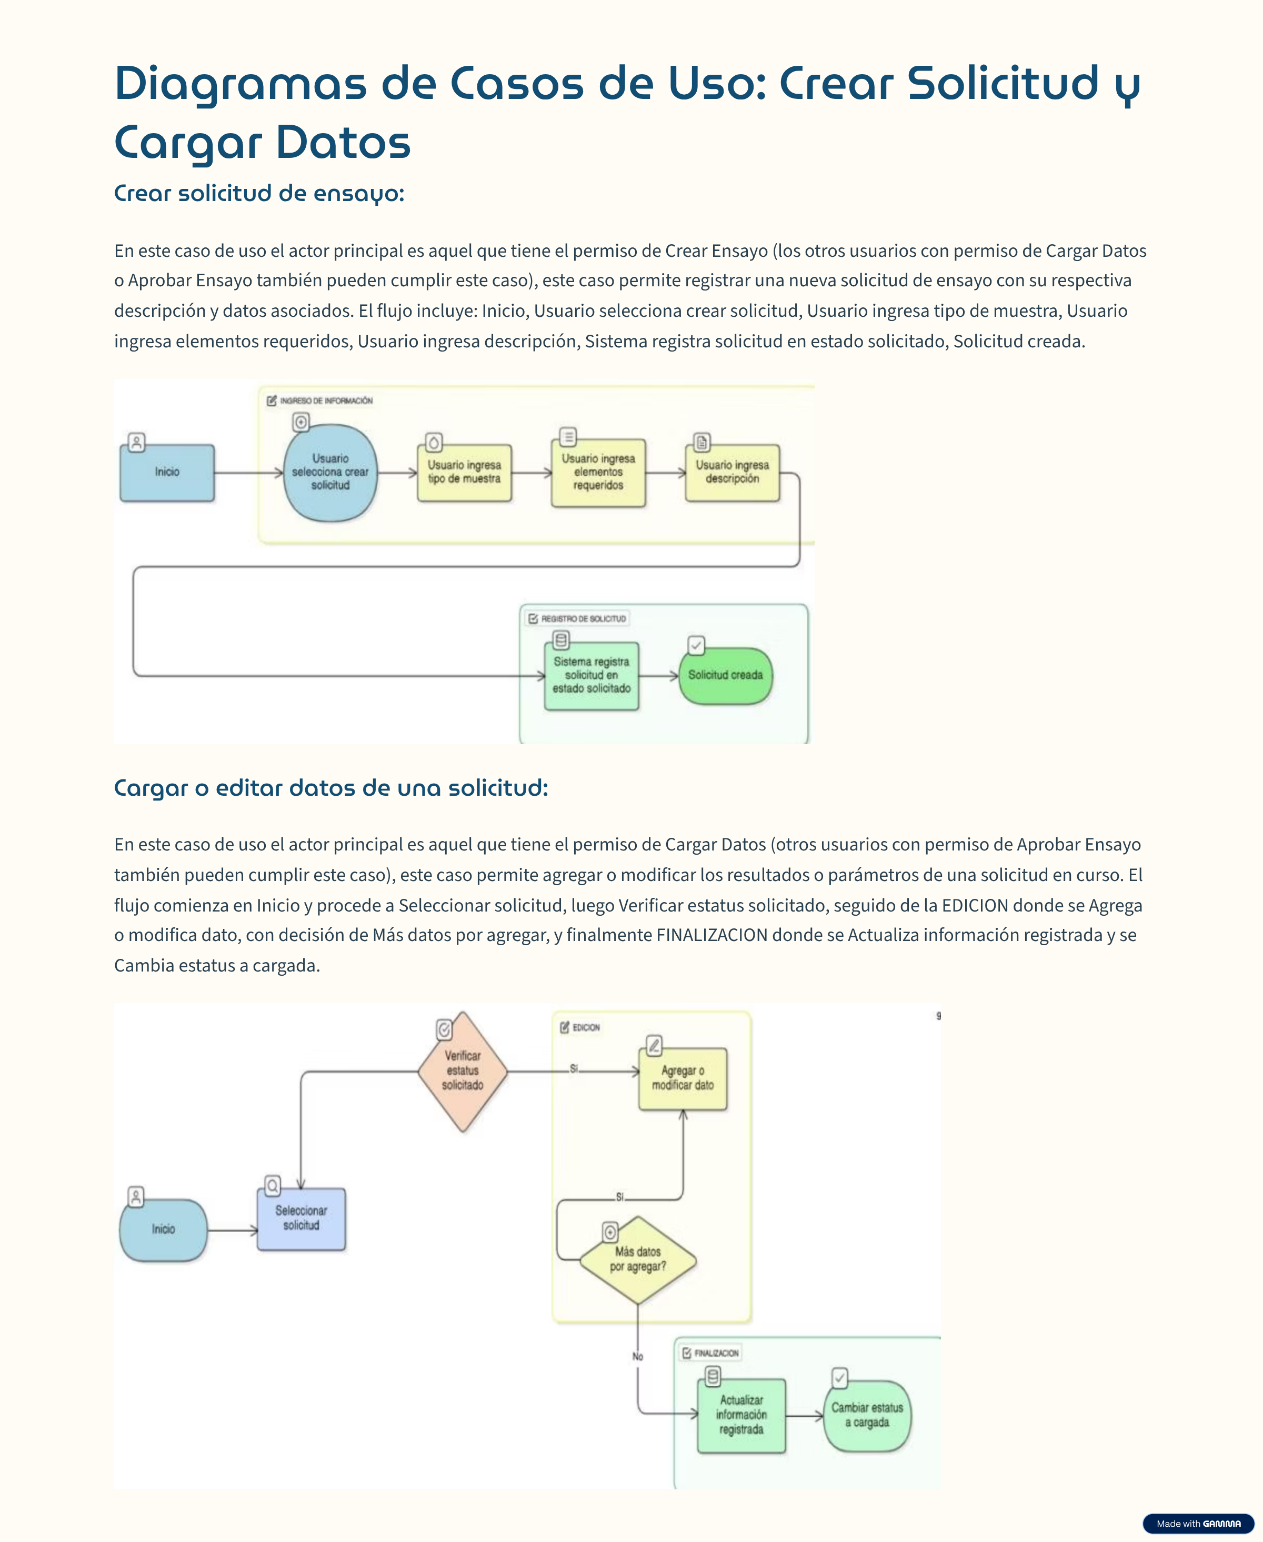 Diagramas de Casos de Uso: Crear Solicitud y
Cargar Datos
Crear solicitud de ensayo:
En este caso de uso el actor principal es aquel que tiene el permiso de Crear Ensayo (los otros usuarios con permiso de Cargar Datos
o Aprobar Ensayo también pueden cumplir este caso), este caso permite registrar una nueva solicitud de ensayo con su respectiva
descripción y datos asociados. El flujo incluye: Inicio, Usuario selecciona crear solicitud, Usuario ingresa tipo de muestra, Usuario
ingresa elementos requeridos, Usuario ingresa descripción, Sistema registra solicitud en estado solicitado, Solicitud creada.
INGRESO DE INFORMACIÓN
Inicio
Usuario
selecciona crear
solicitud
Usuario ingresa
tipo de muestra
Usuario ingresa
elementos
requeridos
Usuario ingresa
descripción
REGISTRO DE SOLICITUD
Sistema registra
solicitud en
estado solicitado
Solicitud creada
Cargar o editar datos de una solicitud:
En este caso de uso el actor principal es aquel que tiene el permiso de Cargar Datos (otros usuarios con permiso de Aprobar Ensayo
también pueden cumplir este caso), este caso permite agregar o modificar los resultados o parámetros de una solicitud en curso. El
flujo comienza en Inicio y procede a Seleccionar solicitud, luego Verificar estatus solicitado, seguido de la EDICION donde se Agrega
o modifica dato, con decisión de Más datos por agregar, y finalmente FINALIZACION donde se Actualiza información registrada y se
Cambia estatus a cargada.
Verificar
estatus
solicitado
Si
EDICION
Agregar o
modificar dato
Inicio
Seleccionar
solicitud
Si
Más datos
por agregar?
No
FINALIZACION
Actualizar
información
registrada
Cambiar estatus
a cargada
Made with GAMMA